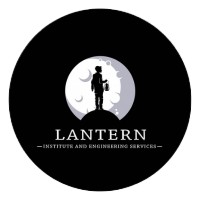 LANTERN
INSTITUTE AND ENGINEERING SERVICES